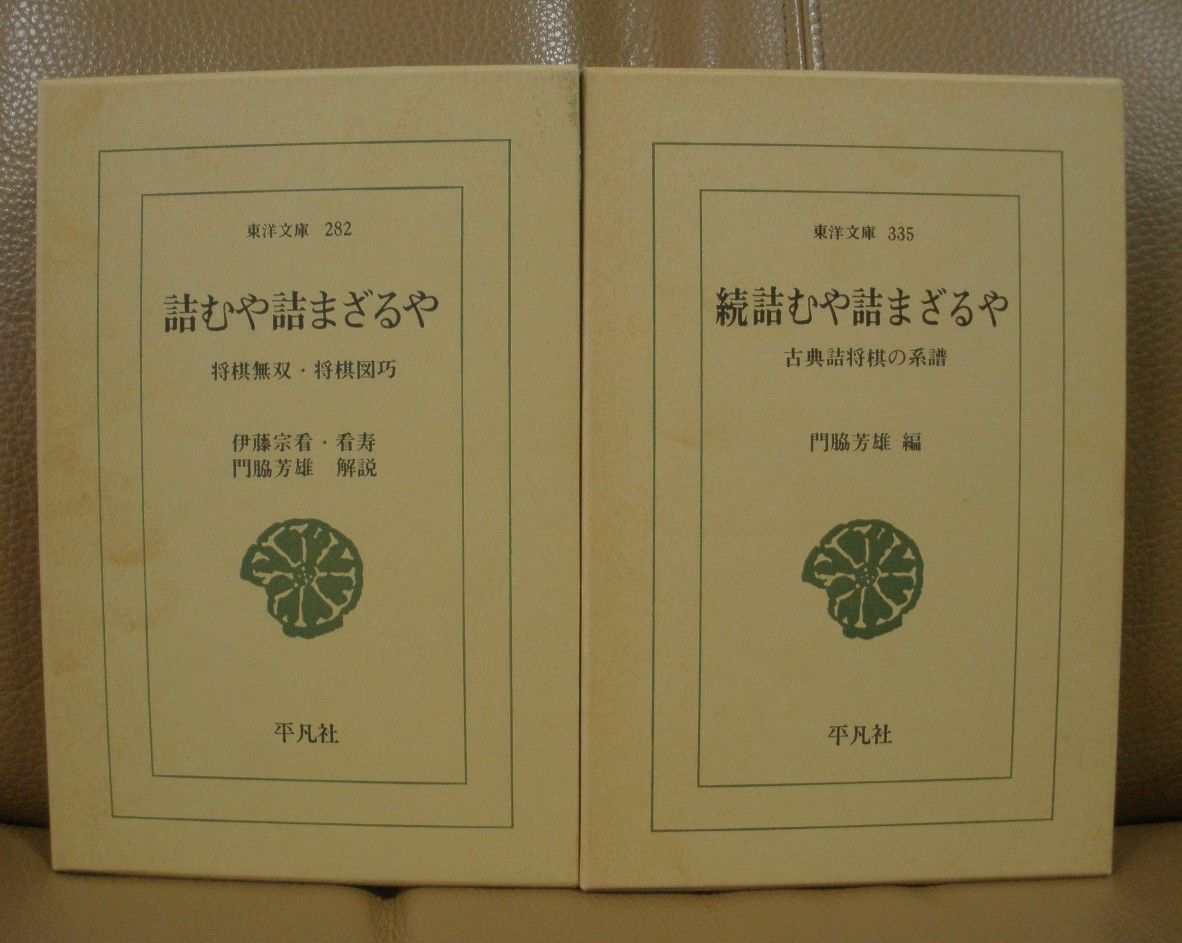 東洋文庫 282
詰むや詰まざるや
将棋無双・将棋図巧
伊藤宗看・看寿
門脇芳雄 解説
平凡社
東洋文庫 335
続詰むや詰まざるや
古典詰将棋の系譜
門脇芳雄 編
平凡社